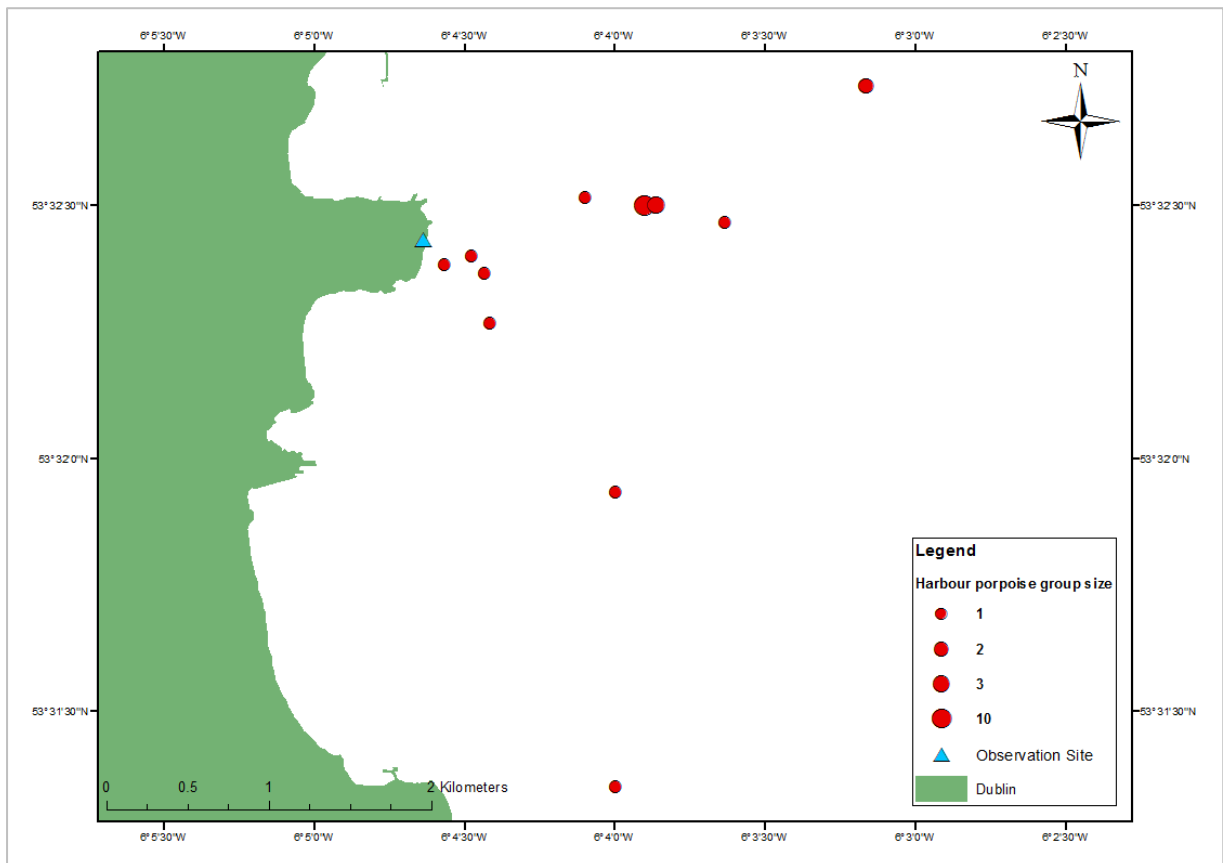 6°5'30"W 6°5'0"W 6°4'30"W 6°4'0"W 6°3'30"W 6°3'0"W 6°2'30"W
N
53°32'30"N 53°32'30"N
53°32'0"N 53°32'0"N
Legend
Harbour porpoise group size
1
2
3
10
Observation Site
Dublin
53°31'30"N 53°31'30"N
0 0.5 1 2 Kilometers
6°5'30"W 6°5'0"W 6°4'30"W 6°4'0"W 6°3'30"W 6°3'0"W 6°2'30"W